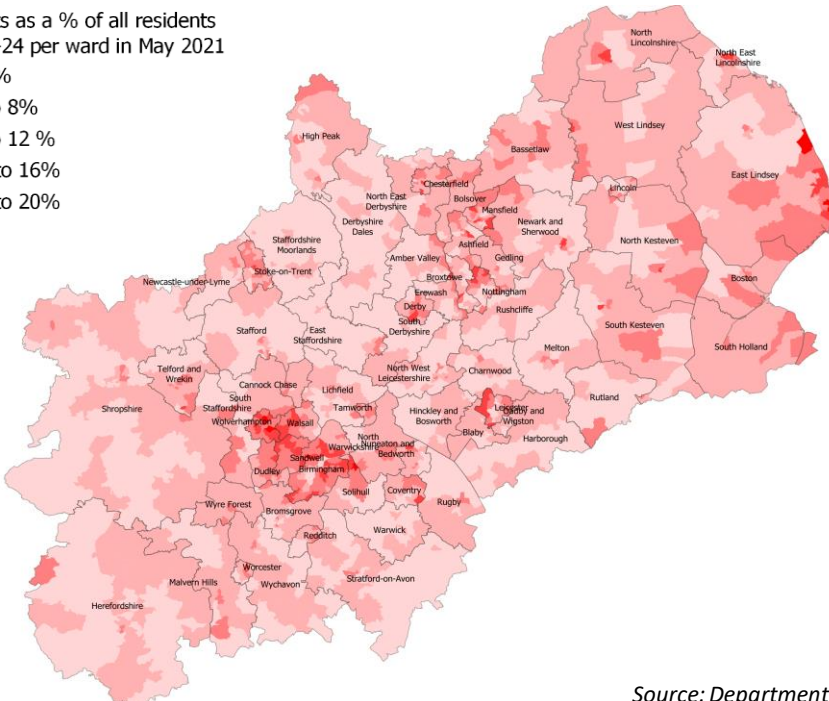 s as a % of all residents
-24 per ward in May 2021
%
8%
12 %
to 16%
to 20%
North
Lincolnshire
North East
Lincolnshire
High Peak
West Lindsey
Bassetlaw
East Lindsey
Chesterfield
North East
Derbyshire
Bolsover
Lincoln
Mansfield
Derbyshire
Dales
Newark and
Sherwood
Staffordshire
Moorlands
Ashfield
North Kesteven
Amber Valley
Gedling
Stoke-on-Trent
Broxtowe
Boston
Newcastle-under-Lyme
Erewash
Nottingham
Derby
Rushcliffe
South
Derbyshire
South Kesteven
Stafford
East
Staffordshire
South Holland
Melton
North West
Leicestershire
Charnwood
Telford and
Wrekin
Cannock Chase
Lichfield
Rutland
South
Staffordshire
Shropshire
Tamworth
Hinckley and
Bosworth
Leicester
Oadby and
Wigston
Wolverhampton
Walsall
Blaby
Harborough
North
Warwickshire
Nuneaton and
Bedworth
Sandwell
Birmingham
Dudley
Solihull
Coventry
Rugby
Wyre Forest
Bromsgrove
Warwick
Redditch
Worcester
Stratford-on-Avon
Malvern Hills
Wychavon
Herefordshire
Source: Department